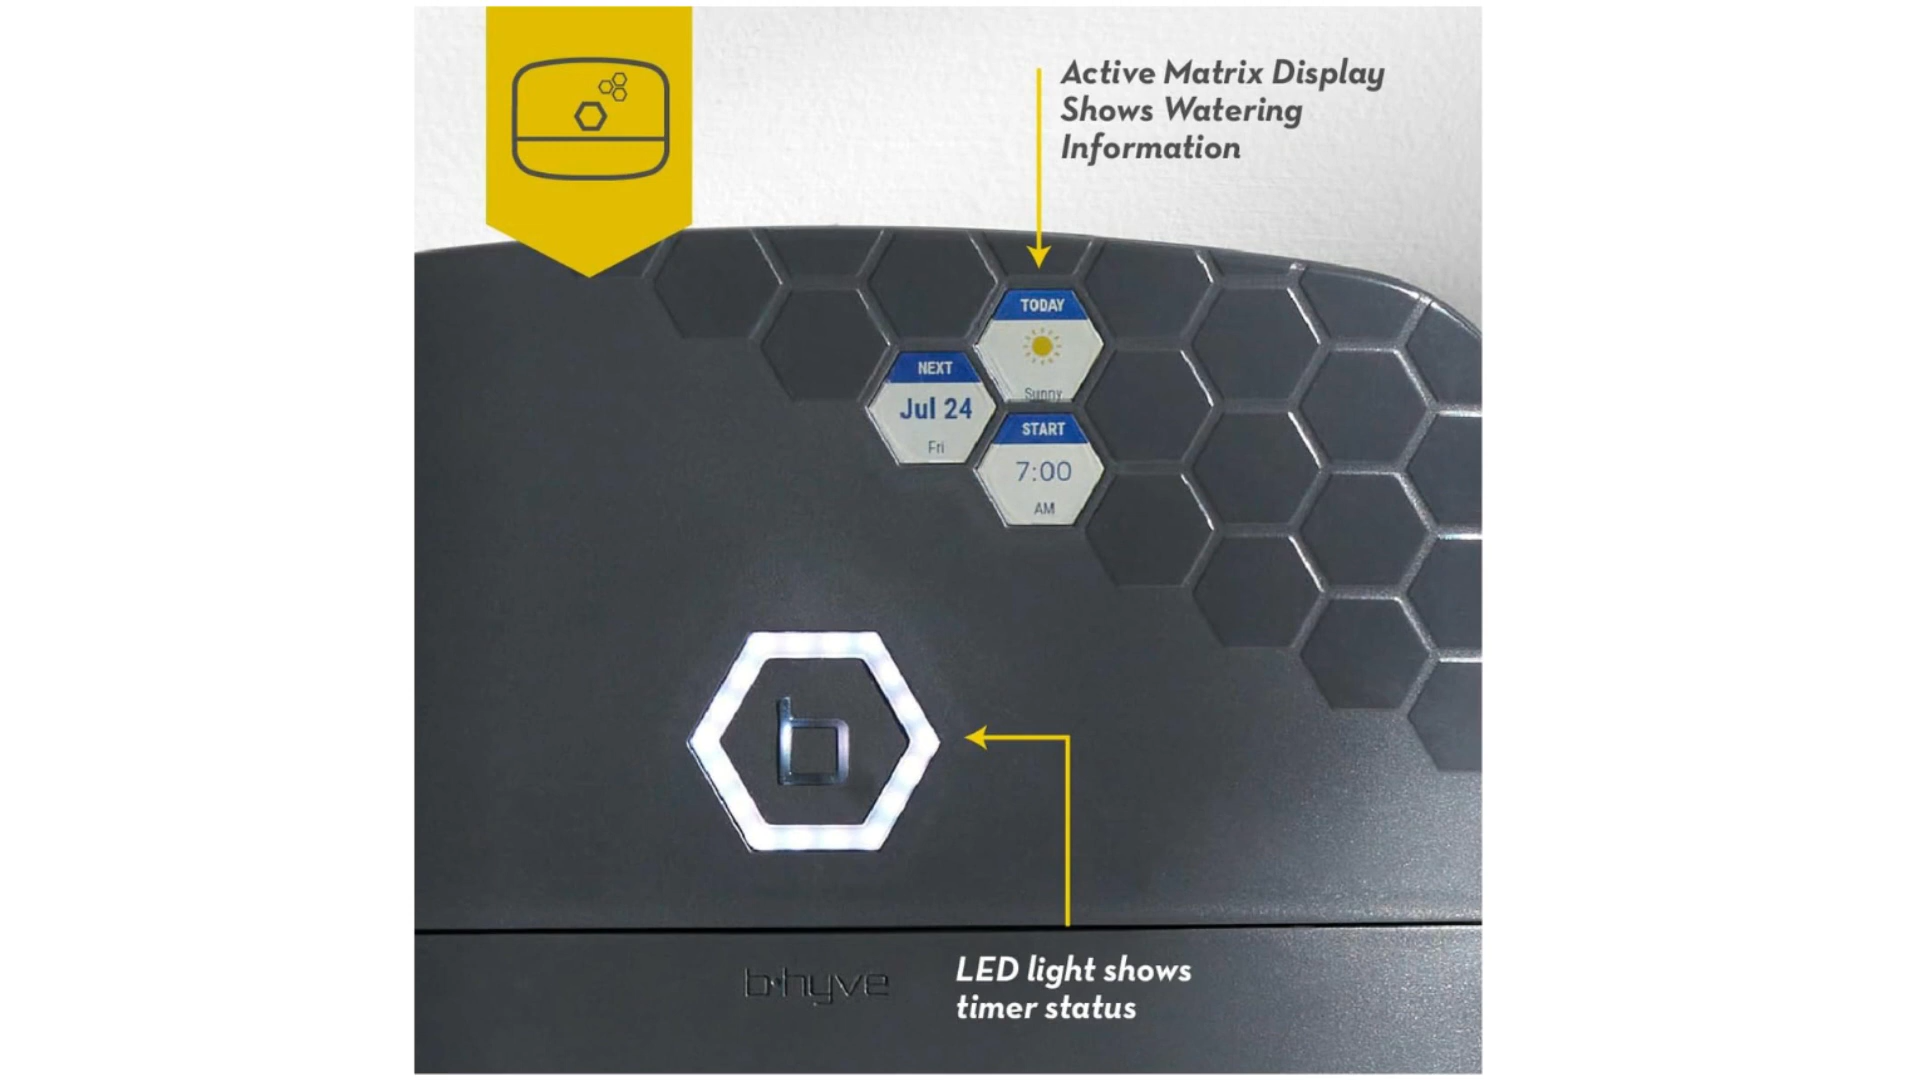 Active Matrix Display
Shows Watering
Information
TODAY
Sunny
NEXT
Jul 24
Fri
START
7:00
AM
b
b•hyve
LED light shows
timer status